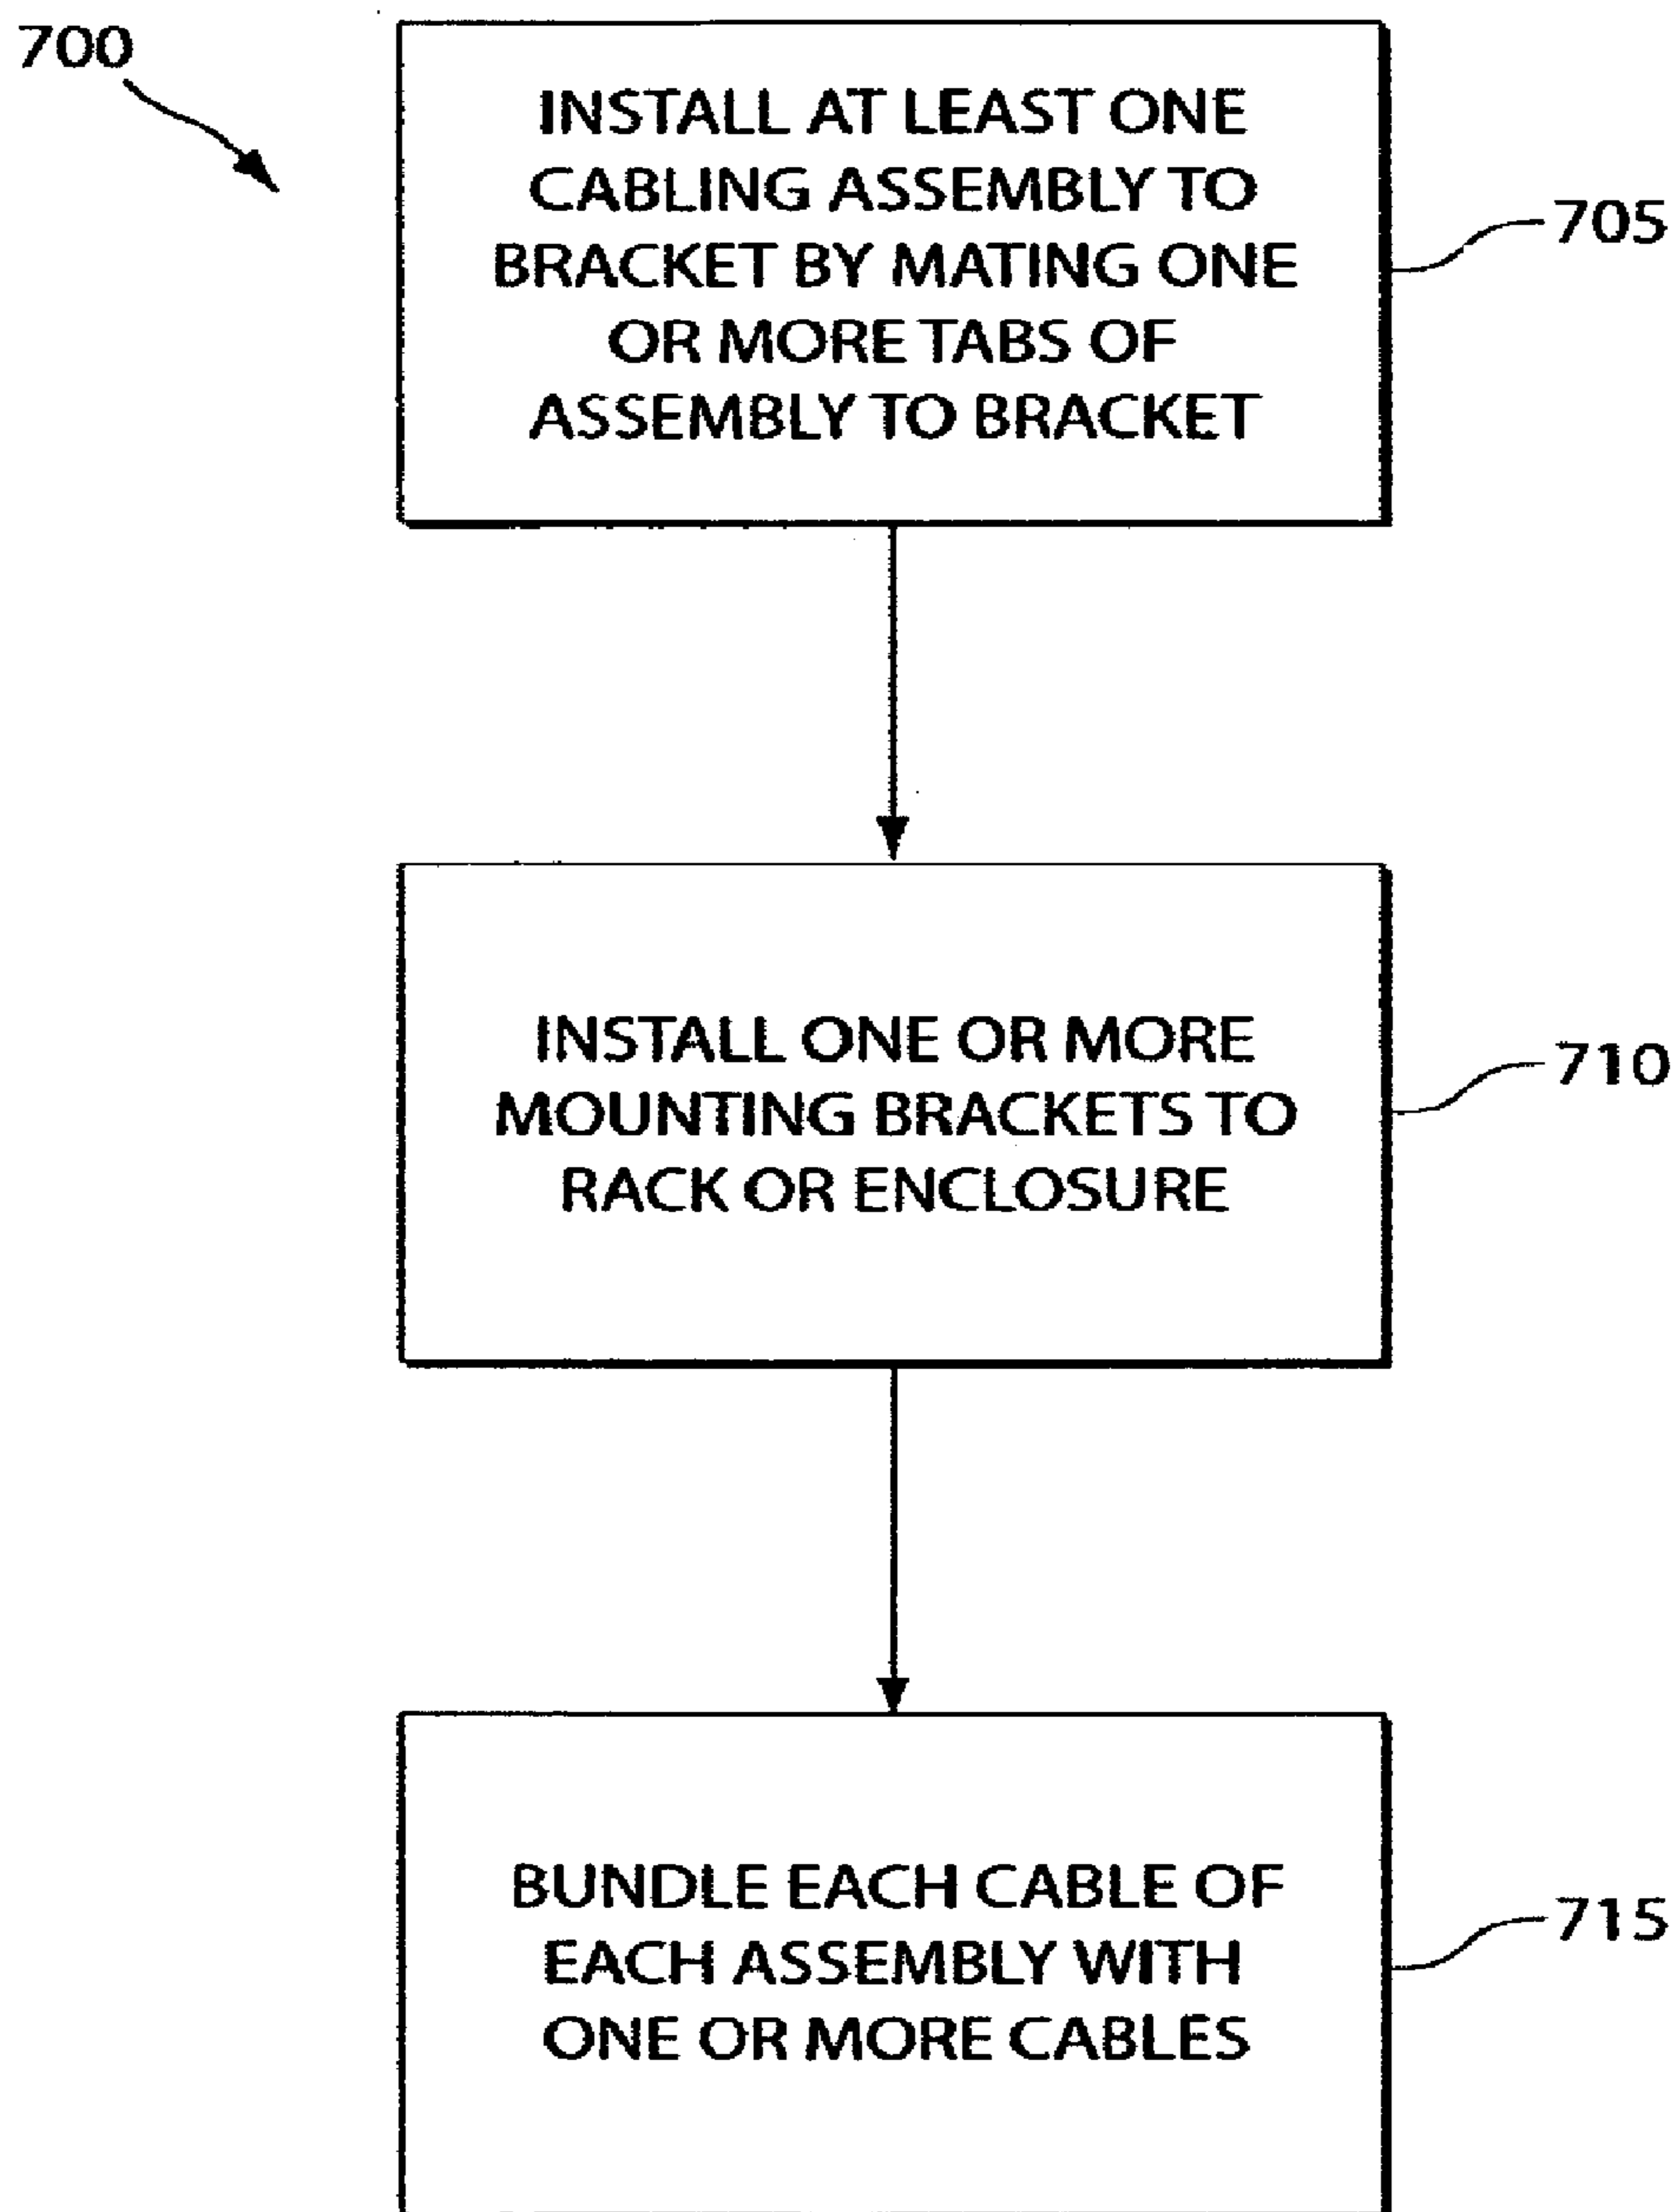 700
INSTALL AT LEAST ONE
CABLING ASSEMBLY TO
BRACKET BY MATING ONE
OR MORE TABS OF
ASSEMBLY TO BRACKET
705
INSTALL ONE OR MORE
MOUNTING BRACKETS TO
RACK OR ENCLOSURE
710
BUNDLE EACH CABLE OF
EACH ASSEMBLY WITH
ONE OR MORE CABLES
715